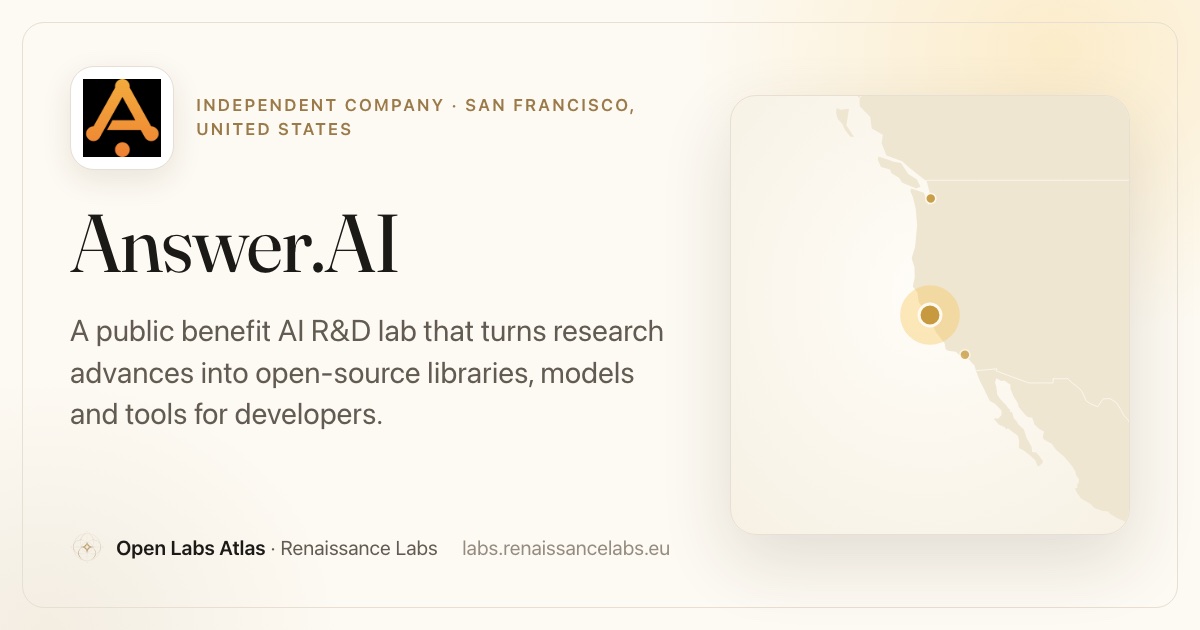 INDEPENDENT COMPANY · SAN FRANCISCO,
UNITED STATES
Answer.AI
A public benefit AI R&D lab that turns research
advances into open-source libraries, models
and tools for developers.
Open Labs Atlas · Renaissance Labs labs.renaissancelabs.eu